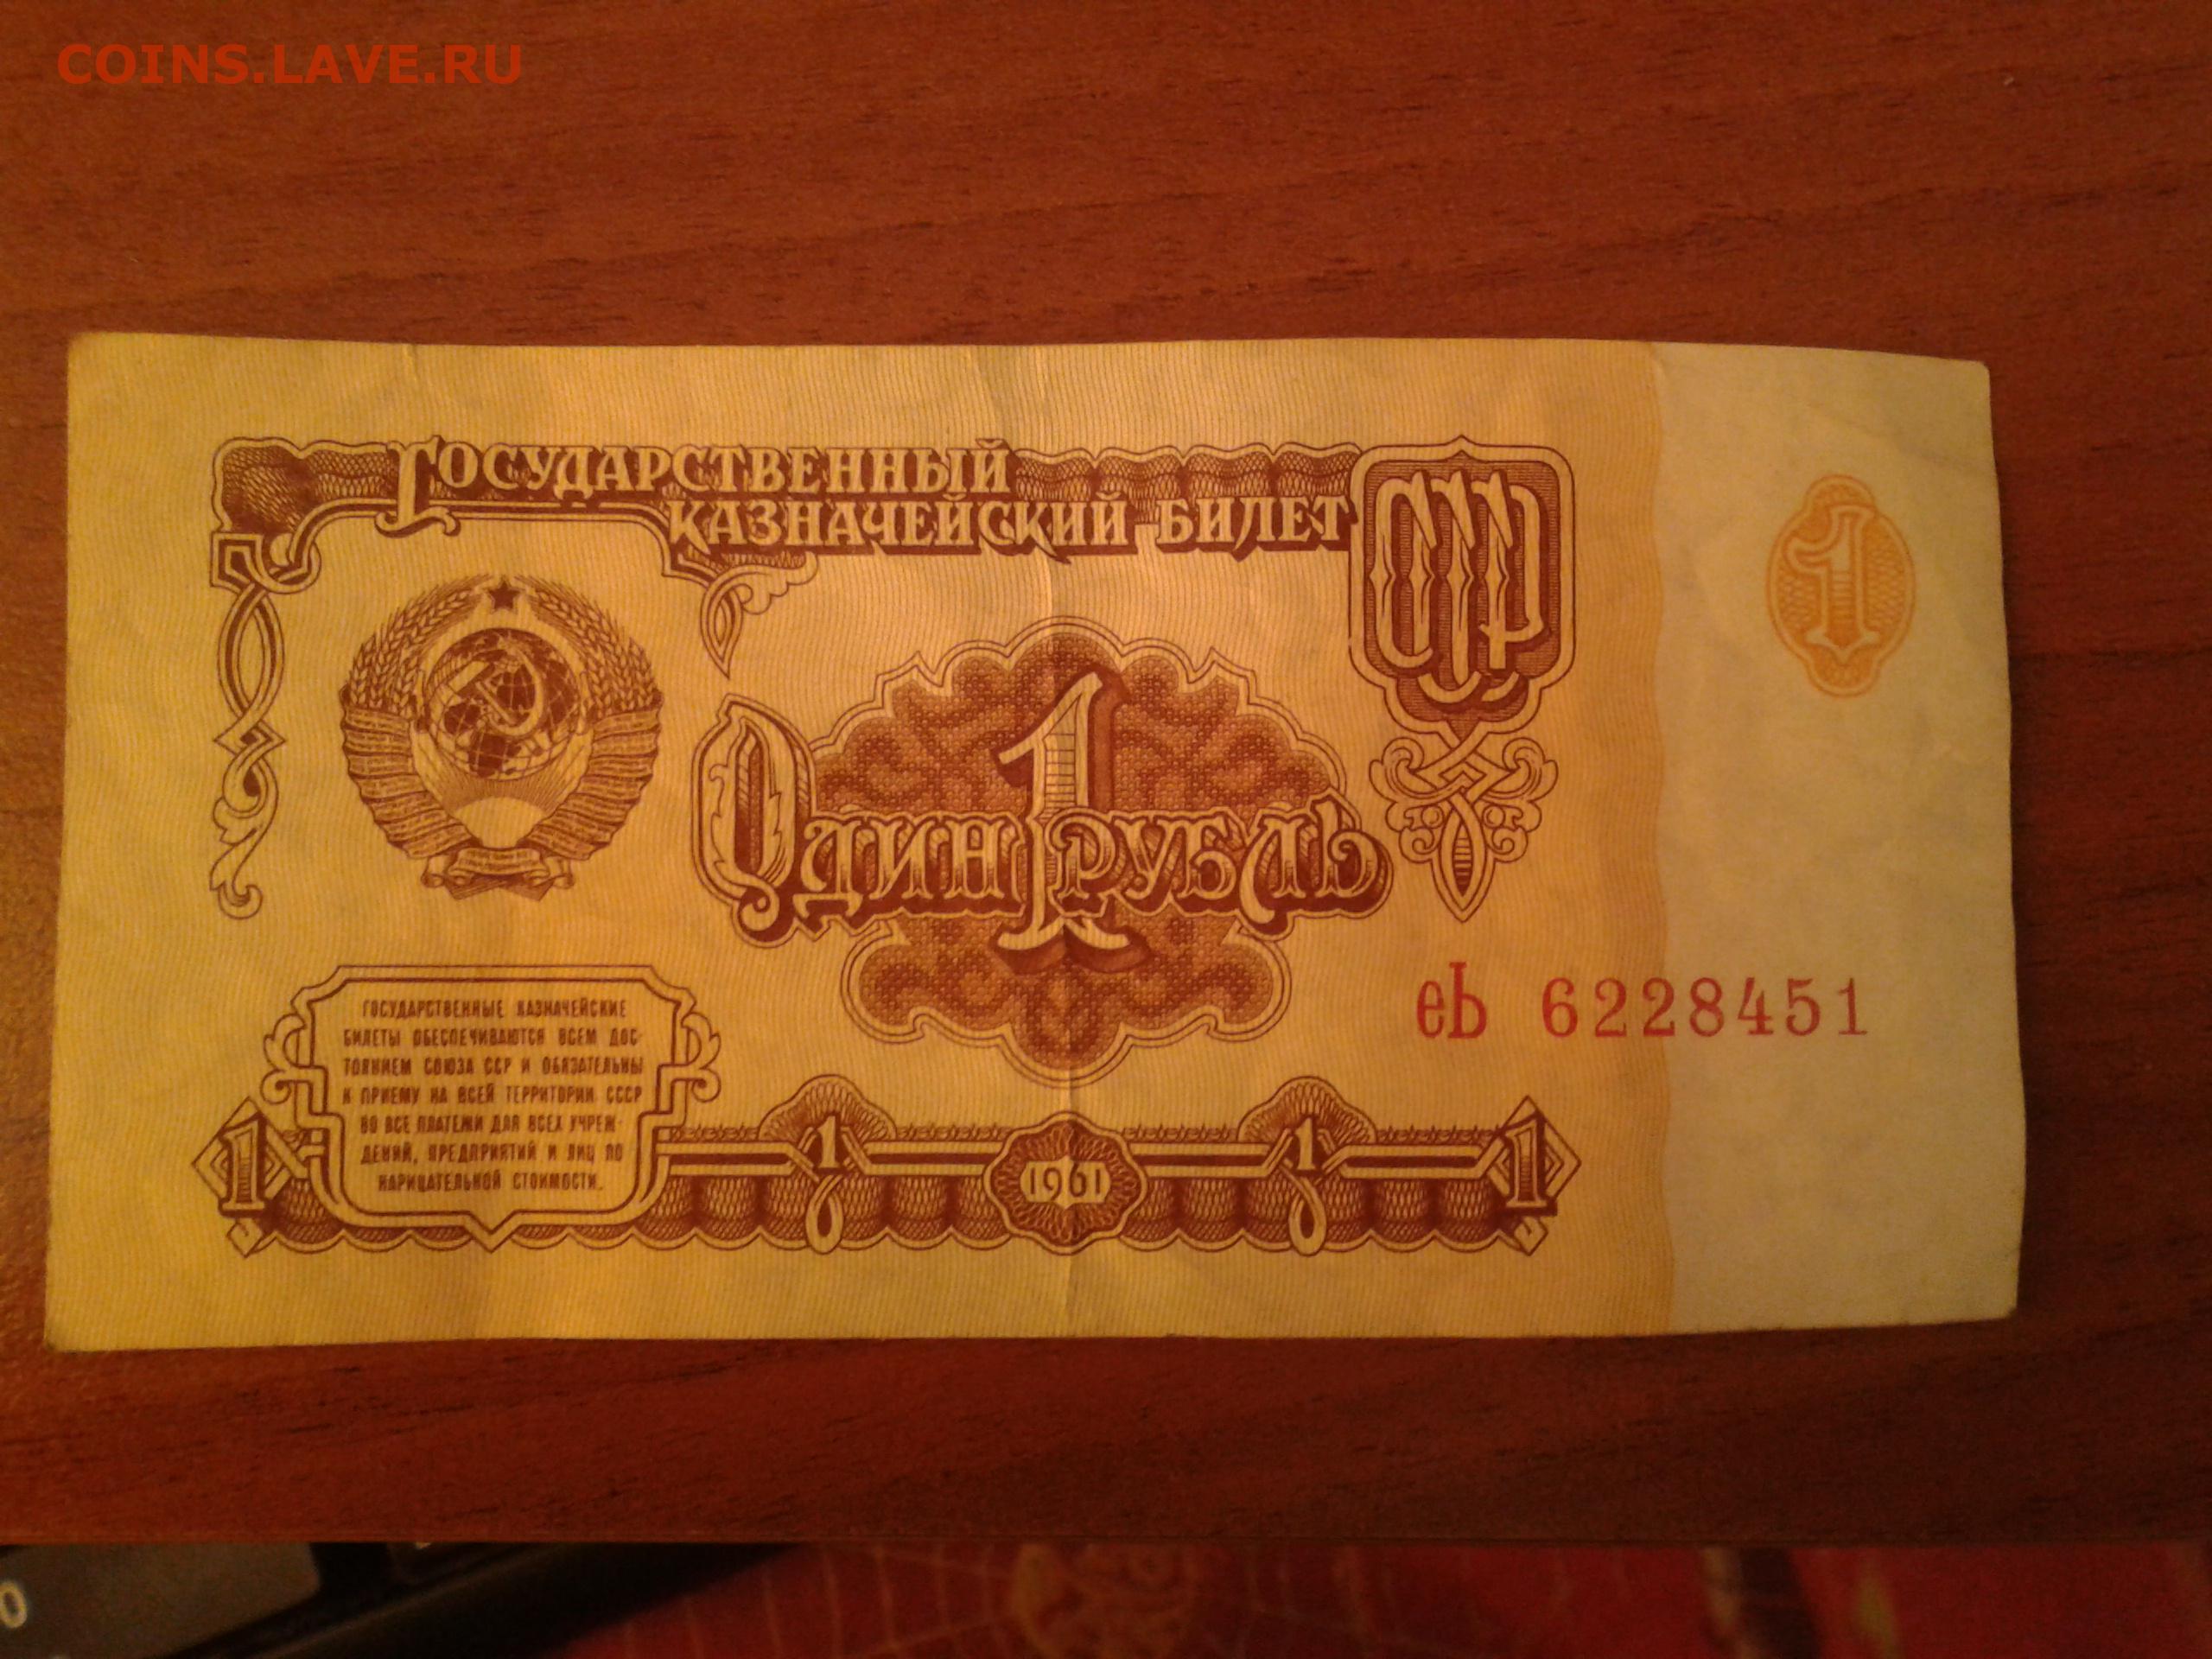 COINS.LAVE.RU
ГОСУДАРСТВЕННЫЙ
КАЗНАЧЕЙСКИЙ БИЛЕТ
СССР
1
1
ОДИН РУБЛЬ
еЬ 6228451
ГОСУДАРСТВЕННЫЕ КАЗНАЧЕЙСКИЕ
БИЛЕТЫ ОБЕСПЕЧИВАЮТСЯ ВСЕМ ДОС-
ТОЯНИЕМ СОЮЗА ССР И ОБЯЗАТЕЛЬНЫ
К ПРИЕМУ НА ВСЕЙ ТЕРРИТОРИИ СССР
ВО ВСЕ ПЛАТЕЖИ ДЛЯ ВСЕХ УЧРЕЖ-
ДЕНИЙ, ПРЕДПРИЯТИЙ И ЛИЦ ПО
НАРИЦАТЕЛЬНОЙ СТОИМОСТИ.
1 1 1961 1 1
0